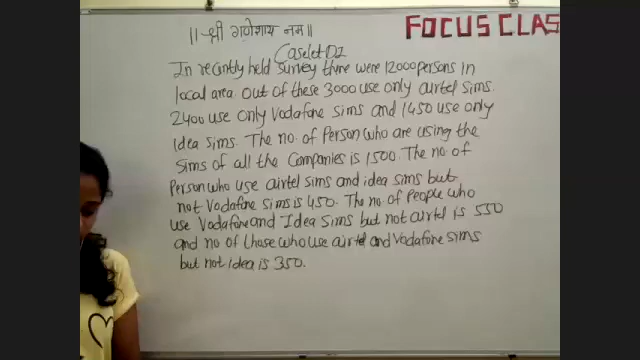 ॥ श्री गणेशाय नमः ॥
FOCUS CLAS
Caselet-02
In recently held survey there were 12000 persons in
local area. Out of these 3000 use only airtel sims.
2400 use only Vodafone sims and 1450 use only
Idea sims. The no. of Person who are using the
Sims of all the Companies is 1500. The no. of
Person who use airtel sims and idea sims but
not Vodafone sims is 450. The no. of people who
use Vodafone and Idea Sims but not airtel is 550
and no. of those who use airtel and Vodafone sims
but not idea is 350.